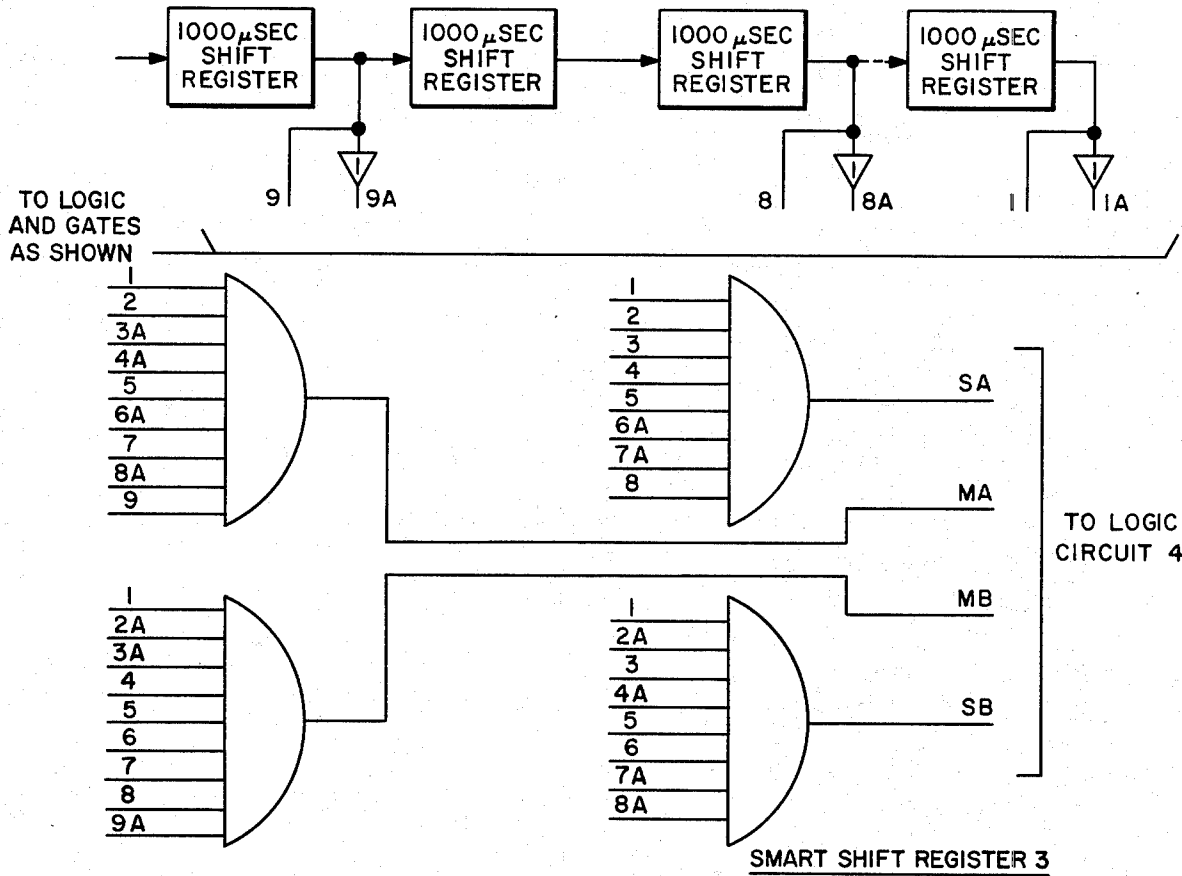 1000 μSEC
SHIFT
REGISTER
1000 μSEC
SHIFT
REGISTER
1000 μSEC
SHIFT
REGISTER
1000 μSEC
SHIFT
REGISTER
I
I
I
9
9A
8
8A
1
1A
TO LOGIC
AND GATES
AS SHOWN
1
2
3A
4A
5
6A
7
8A
9
1
2
3
4
5
6A
7A
8
SA
MA
MB
SB
TO LOGIC
CIRCUIT 4
1
2A
3A
4
5
6
7
8
9A
1
2A
3
4A
5
6
7A
8A
SMART SHIFT REGISTER 3